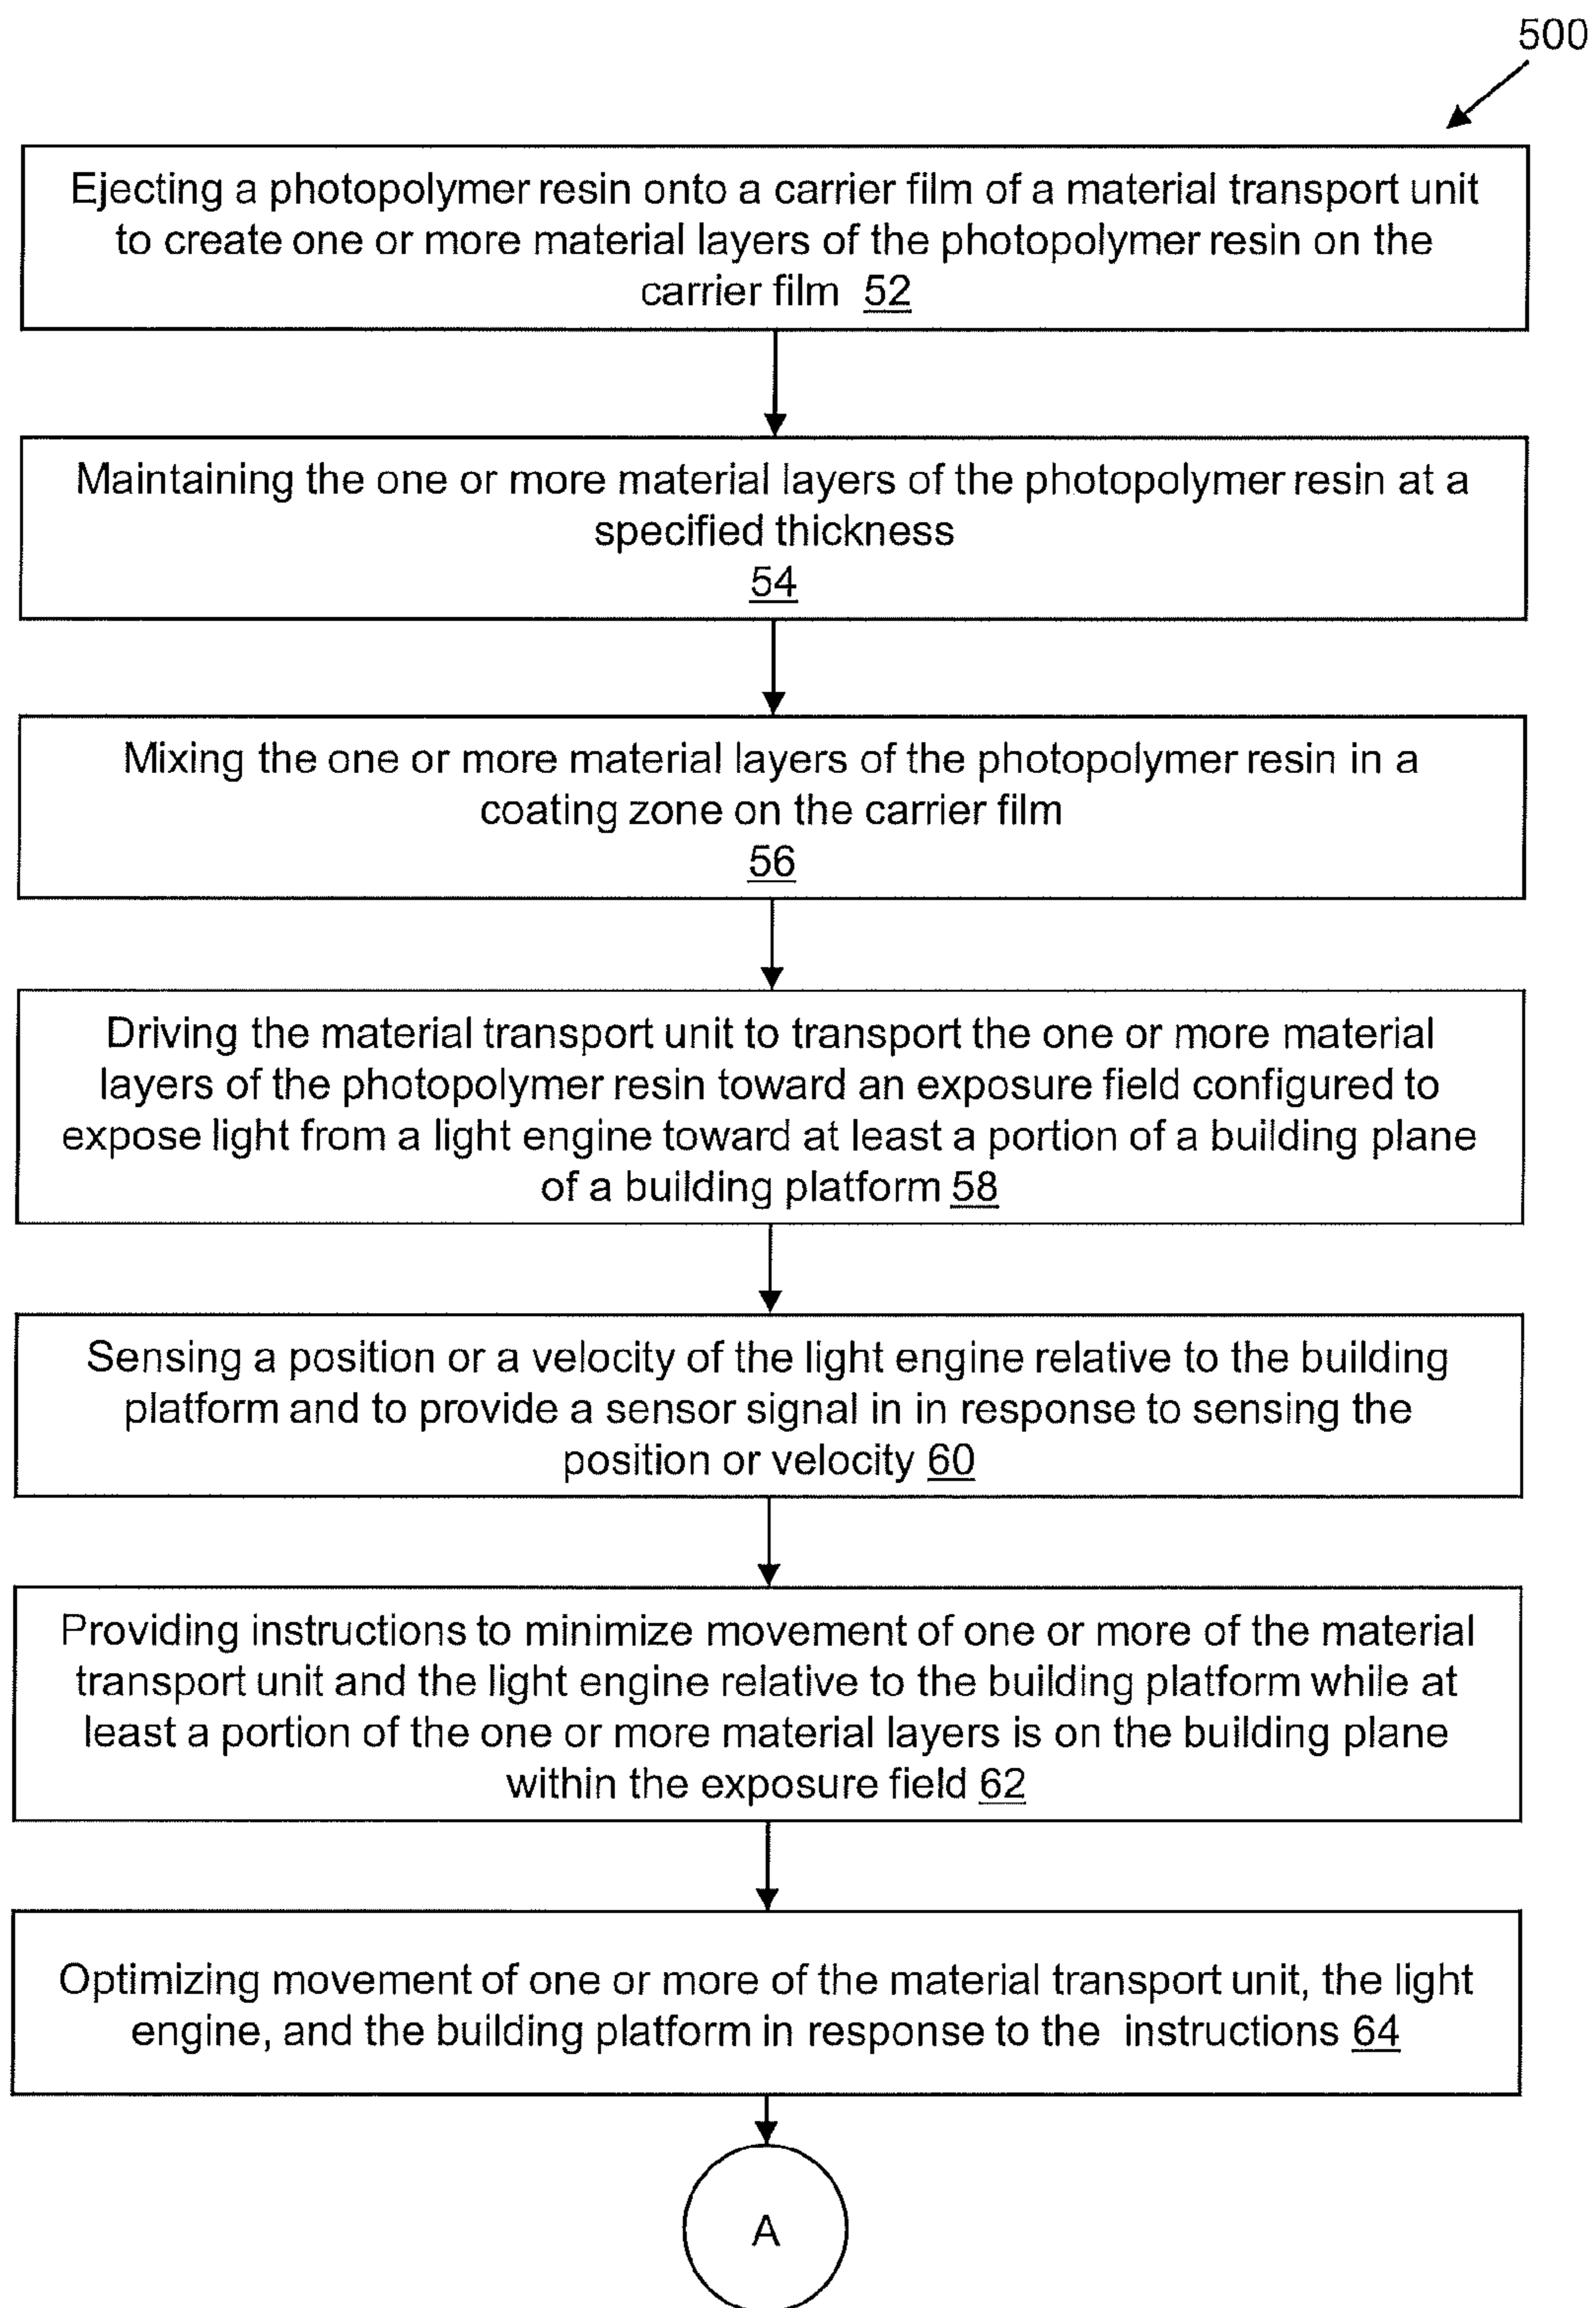 500
Ejecting a photopolymer resin onto a carrier film of a material transport unit
to create one or more material layers of the photopolymer resin on the
carrier film 52
Maintaining the one or more material layers of the photopolymer resin at a
specified thickness
54
Mixing the one or more material layers of the photopolymer resin in a
coating zone on the carrier film
56
Driving the material transport unit to transport the one or more material
layers of the photopolymer resin toward an exposure field configured to
expose light from a light engine toward at least a portion of a building plane
of a building platform 58
Sensing a position or a velocity of the light engine relative to the building
platform and to provide a sensor signal in in response to sensing the
position or velocity 60
Providing instructions to minimize movement of one or more of the material
transport unit and the light engine relative to the building platform while at
least a portion of the one or more material layers is on the building plane
within the exposure field 62
Optimizing movement of one or more of the material transport unit, the light
engine, and the building platform in response to the instructions 64
A